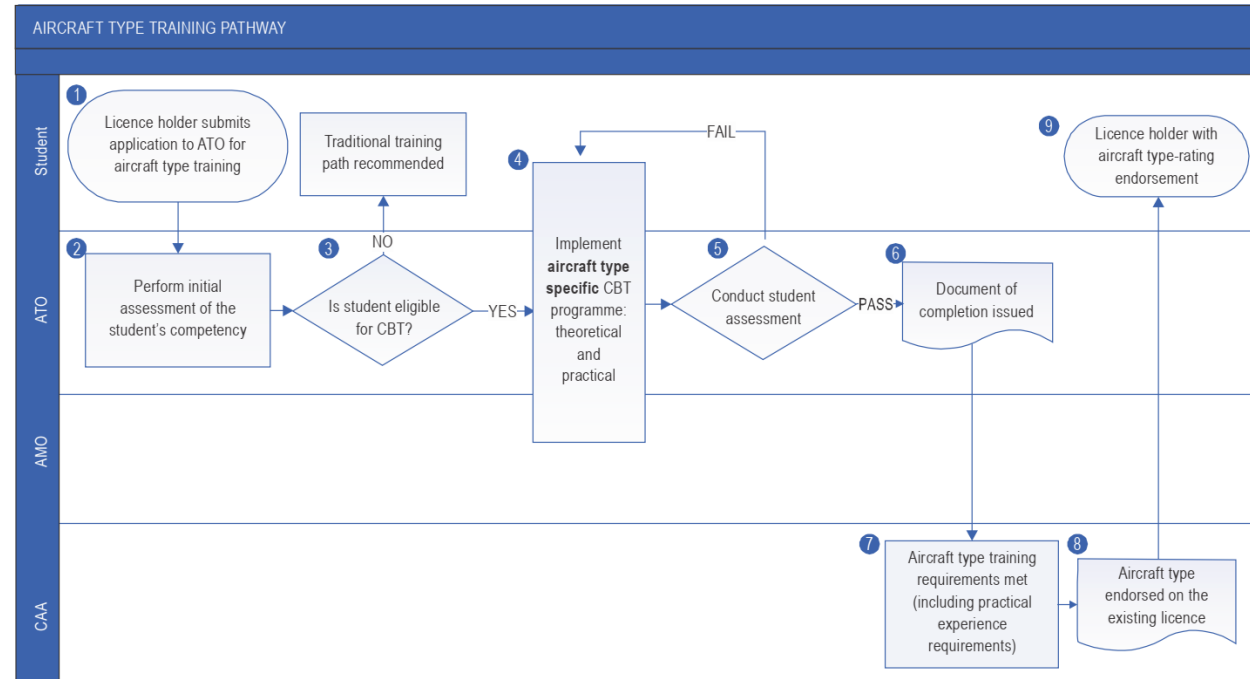 AIRCRAFT TYPE TRAINING PATHWAY
Student
1
Licence holder submits
application to ATO for
aircraft type training
Traditional training
path recommended
FAIL
9
Licence holder with
aircraft type-rating
endorsement
ATO
2
Perform initial
assessment of the
student's competency
3
NO
Is student eligible
for CBT?
YES
4
Implement
aircraft type
specific CBT
programme:
theoretical
and
practical
5
Conduct student
assessment
PASS
6
Document of
completion issued
AMO
CAA
7
Aircraft type training
requirements met
(including practical
experience
requirements)
8
Aircraft type
endorsed on the
existing licence